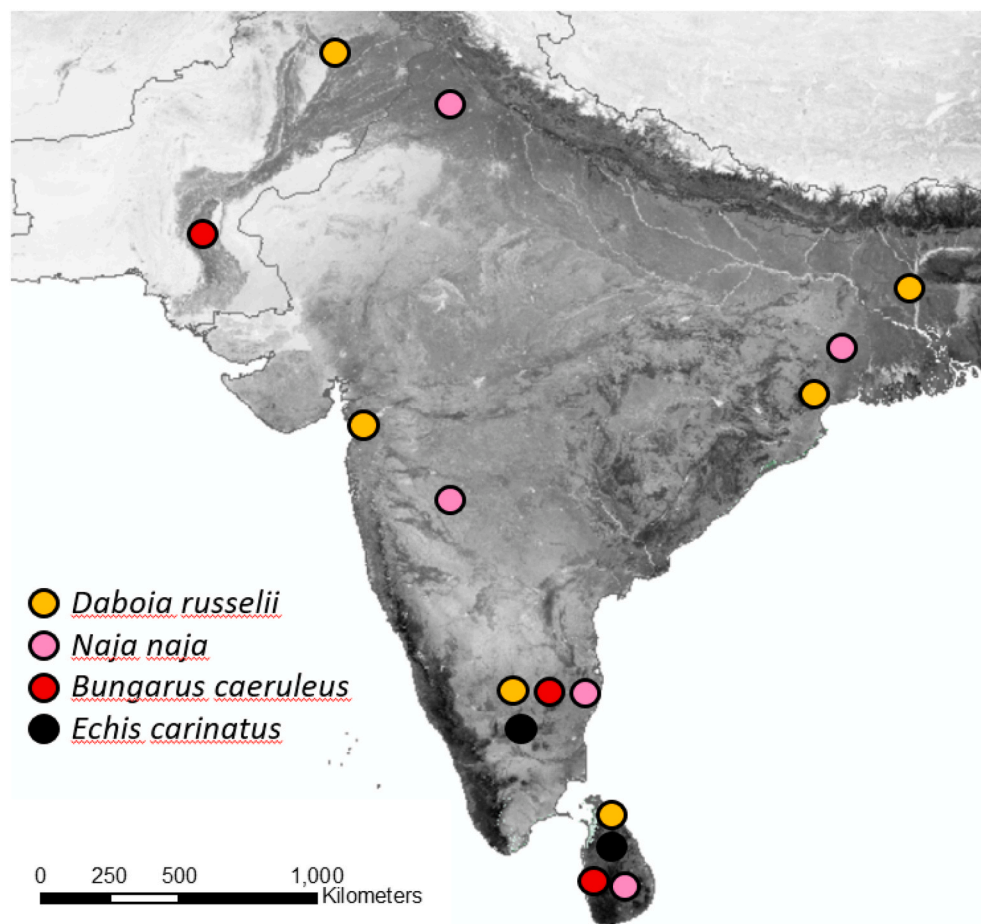 Daboia russelii
Naja naja
Bungarus caeruleus
Echis carinatus
0 250 500 1,000
Kilometers